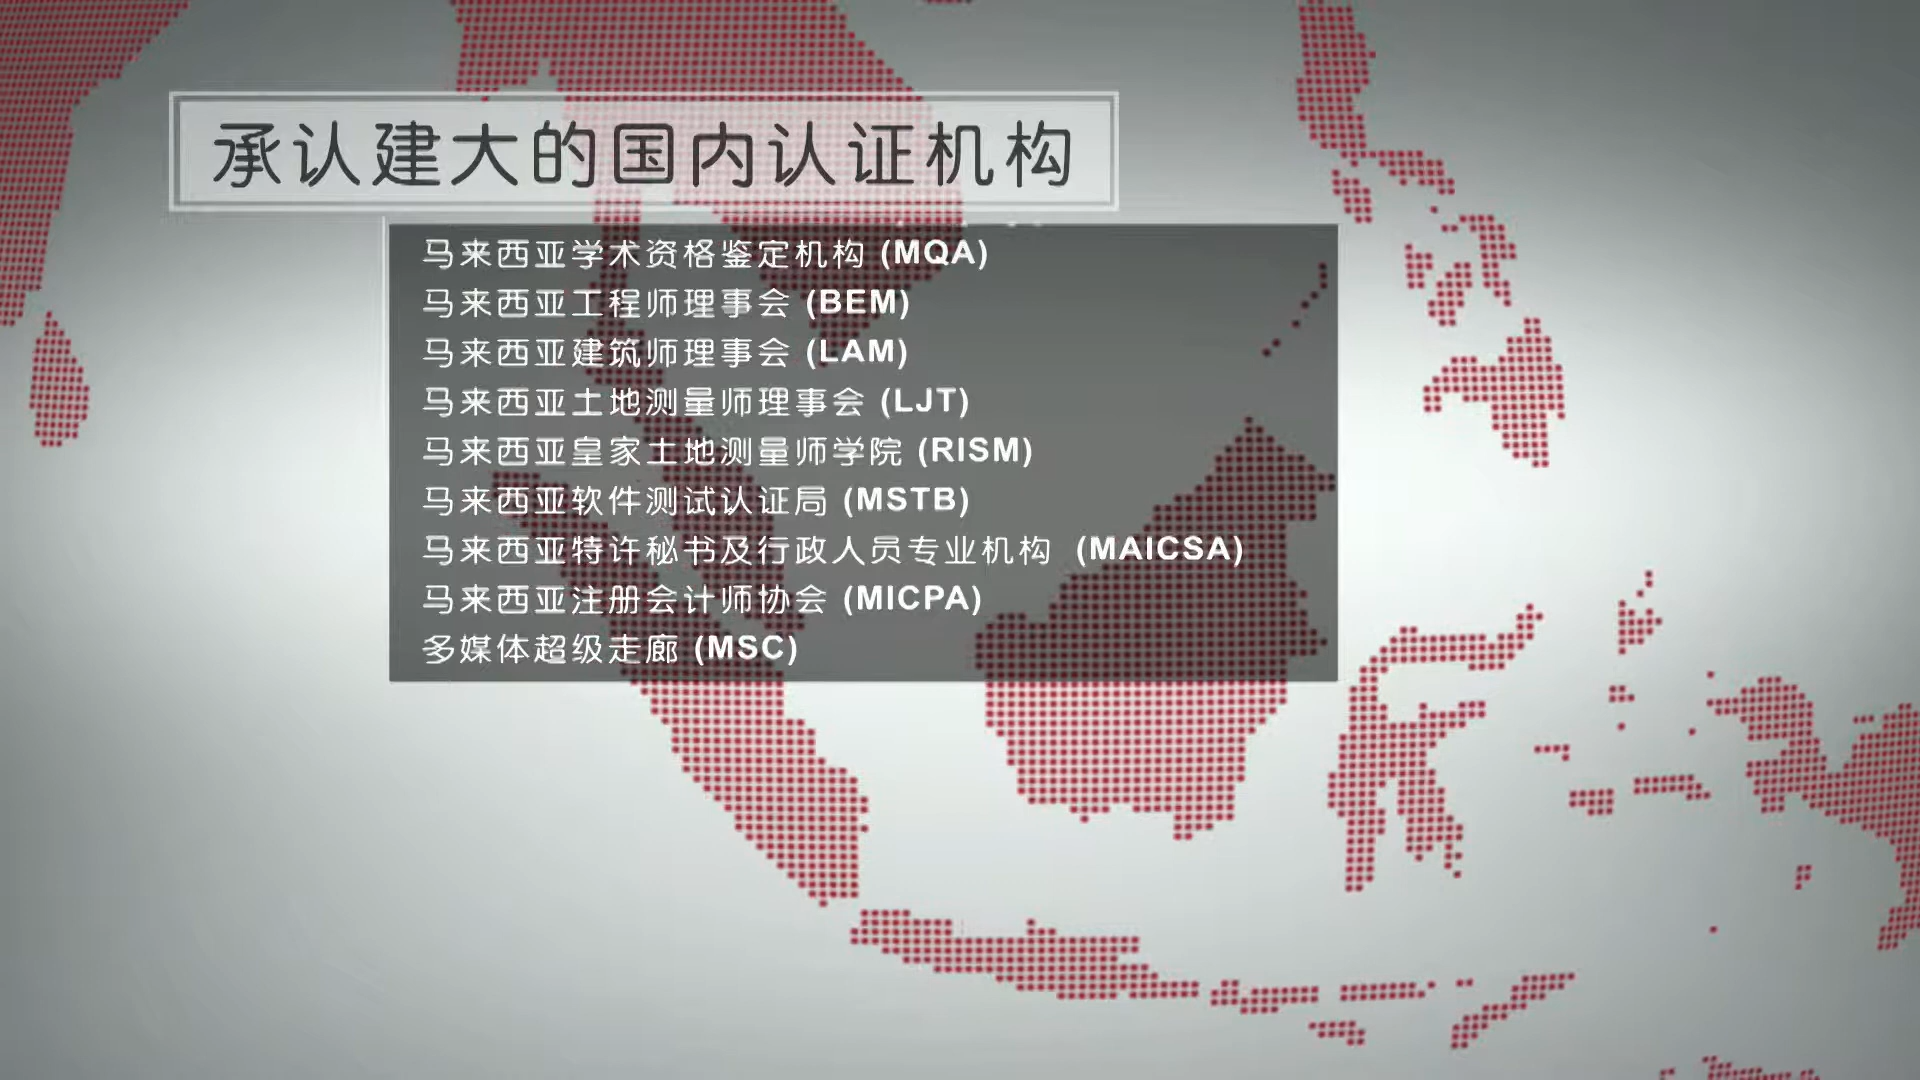 承认建大的国内认证机构
马来西亚学术资格鉴定机构 (MQA)
马来西亚工程师理事会 (BEM)
马来西亚建筑师理事会 (LAM)
马来西亚土地测量师理事会 (LJT)
马来西亚皇家土地测量师学院 (RISM)
马来西亚软件测试认证局 (MSTB)
马来西亚特许秘书及行政人员专业机构 (MAICSA)
马来西亚注册会计师协会 (MICPA)
多媒体超级走廊 (MSC)